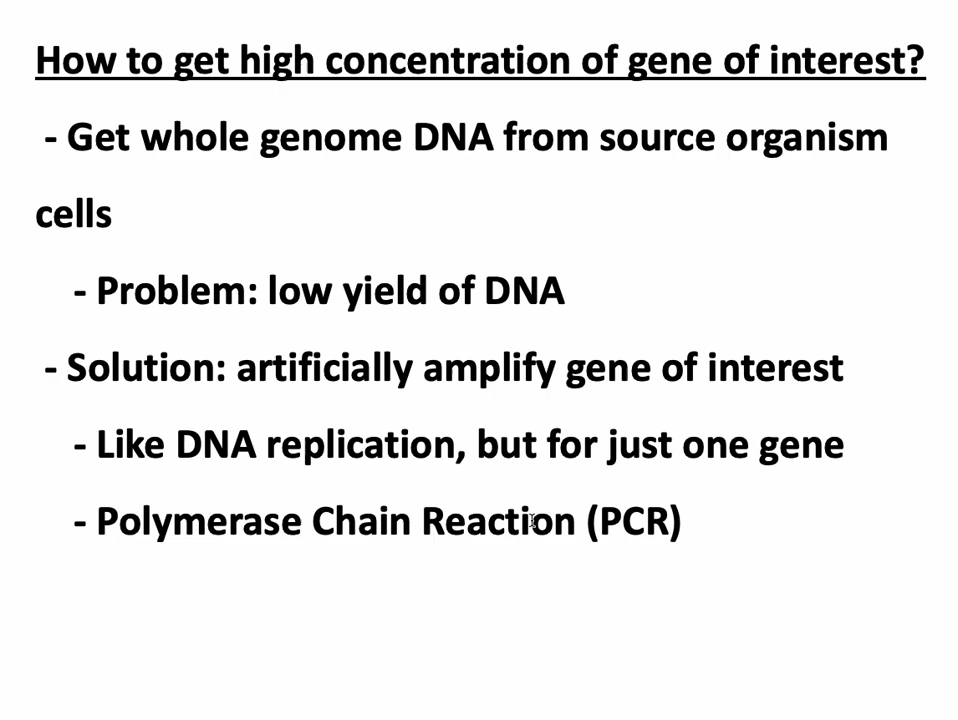 How to get high concentration of gene of interest?
- Get whole genome DNA from source organism
cells
- Problem: low yield of DNA
- Solution: artificially amplify gene of interest
- Like DNA replication, but for just one gene
- Polymerase Chain Reaction (PCR)